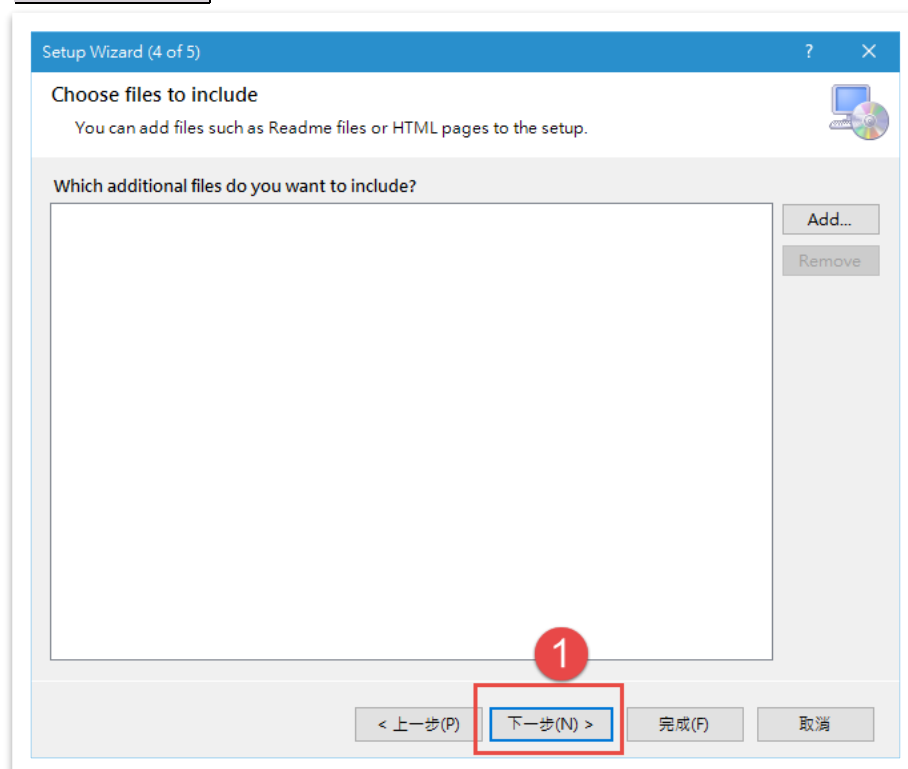 Setup Wizard (4 of 5) ? ×
Choose files to include
You can add files such as Readme files or HTML pages to the setup.
Which additional files do you want to include?
Add...
Remove
1
< 上一步(P) 下一步(N) > 完成(F) 取消